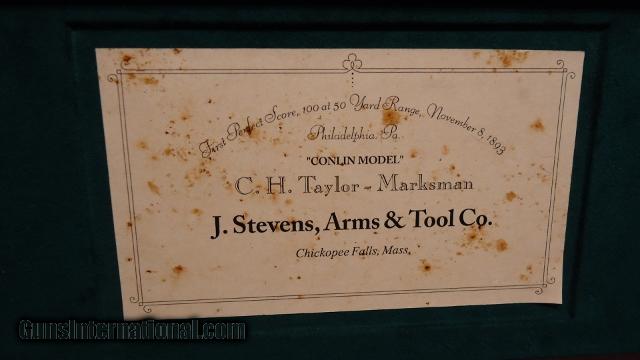 First Perfect Score, 100 at 50 Yard Range, November 8, 1893
Philadelphia, Pa.
"CONLIN MODEL"
C. H. Taylor - Marksman
J. Stevens, Arms & Tool Co.
Chickopee Falls, Mass.
GunsInternational.com